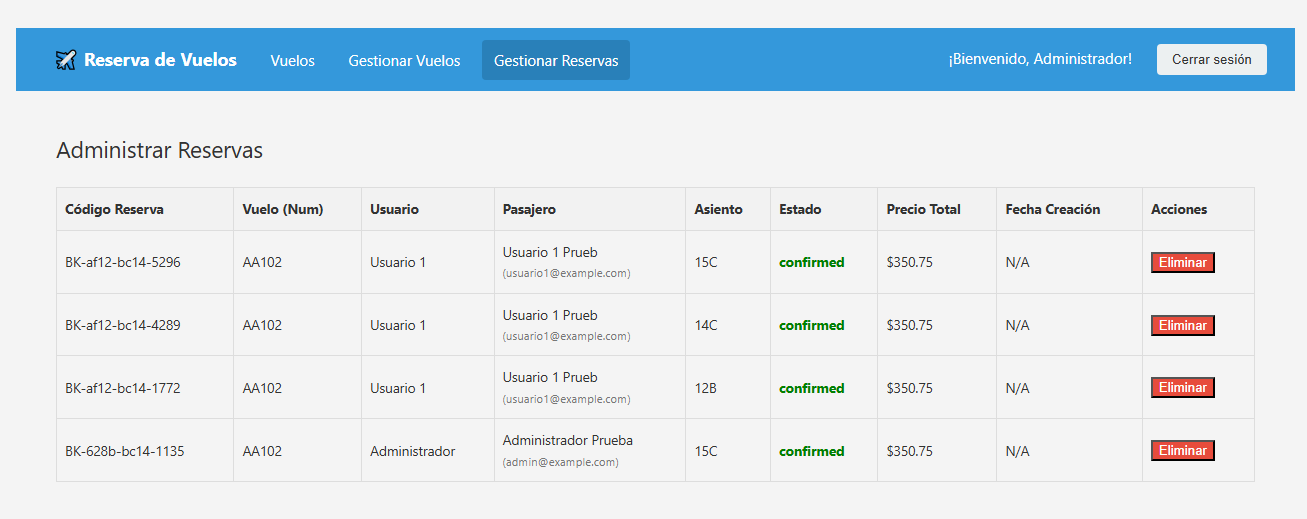 Reserva de Vuelos Vuelos Gestionar Vuelos Gestionar Reservas ¡Bienvenido, Administrador! Cerrar sesión
Administrar Reservas
Código Reserva Vuelo (Num) Usuario Pasajero Asiento Estado Precio Total Fecha Creación Acciones
BK-af12-bc14-5296 AA102 Usuario 1 Usuario 1 Prueb 15C confirmed $350.75 N/A Eliminar
(usuario1@example.com)
BK-af12-bc14-4289 AA102 Usuario 1 Usuario 1 Prueb 14C confirmed $350.75 N/A Eliminar
(usuario1@example.com)
BK-af12-bc14-1772 AA102 Usuario 1 Usuario 1 Prueb 12B confirmed $350.75 N/A Eliminar
(usuario1@example.com)
BK-628b-bc14-1135 AA102 Administrador Administrador Prueba 15C confirmed $350.75 N/A Eliminar
(admin@example.com)